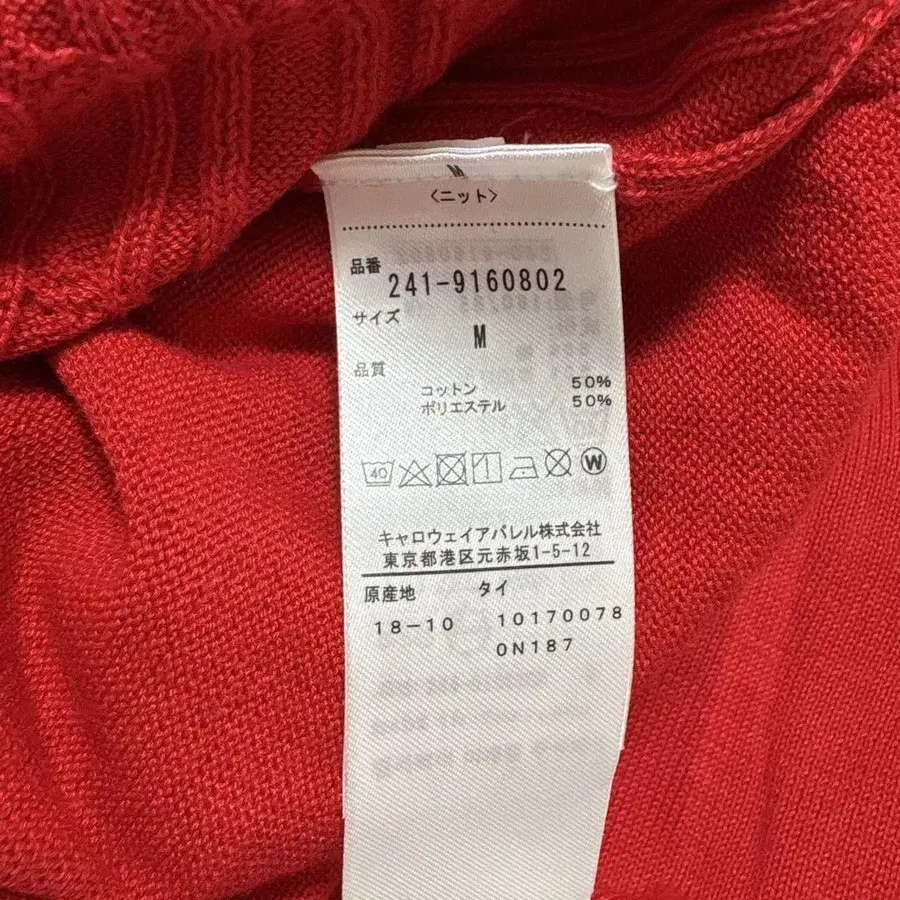 M
〈ニット〉
品番
241-9160802
サイズ
M
品質
コットン 50%
ポリエステル 50%
40 W
キャロウェイアパレル株式会社
東京都港区元赤坂1-5-12
原産地 タイ
18-10 10170078
0N187